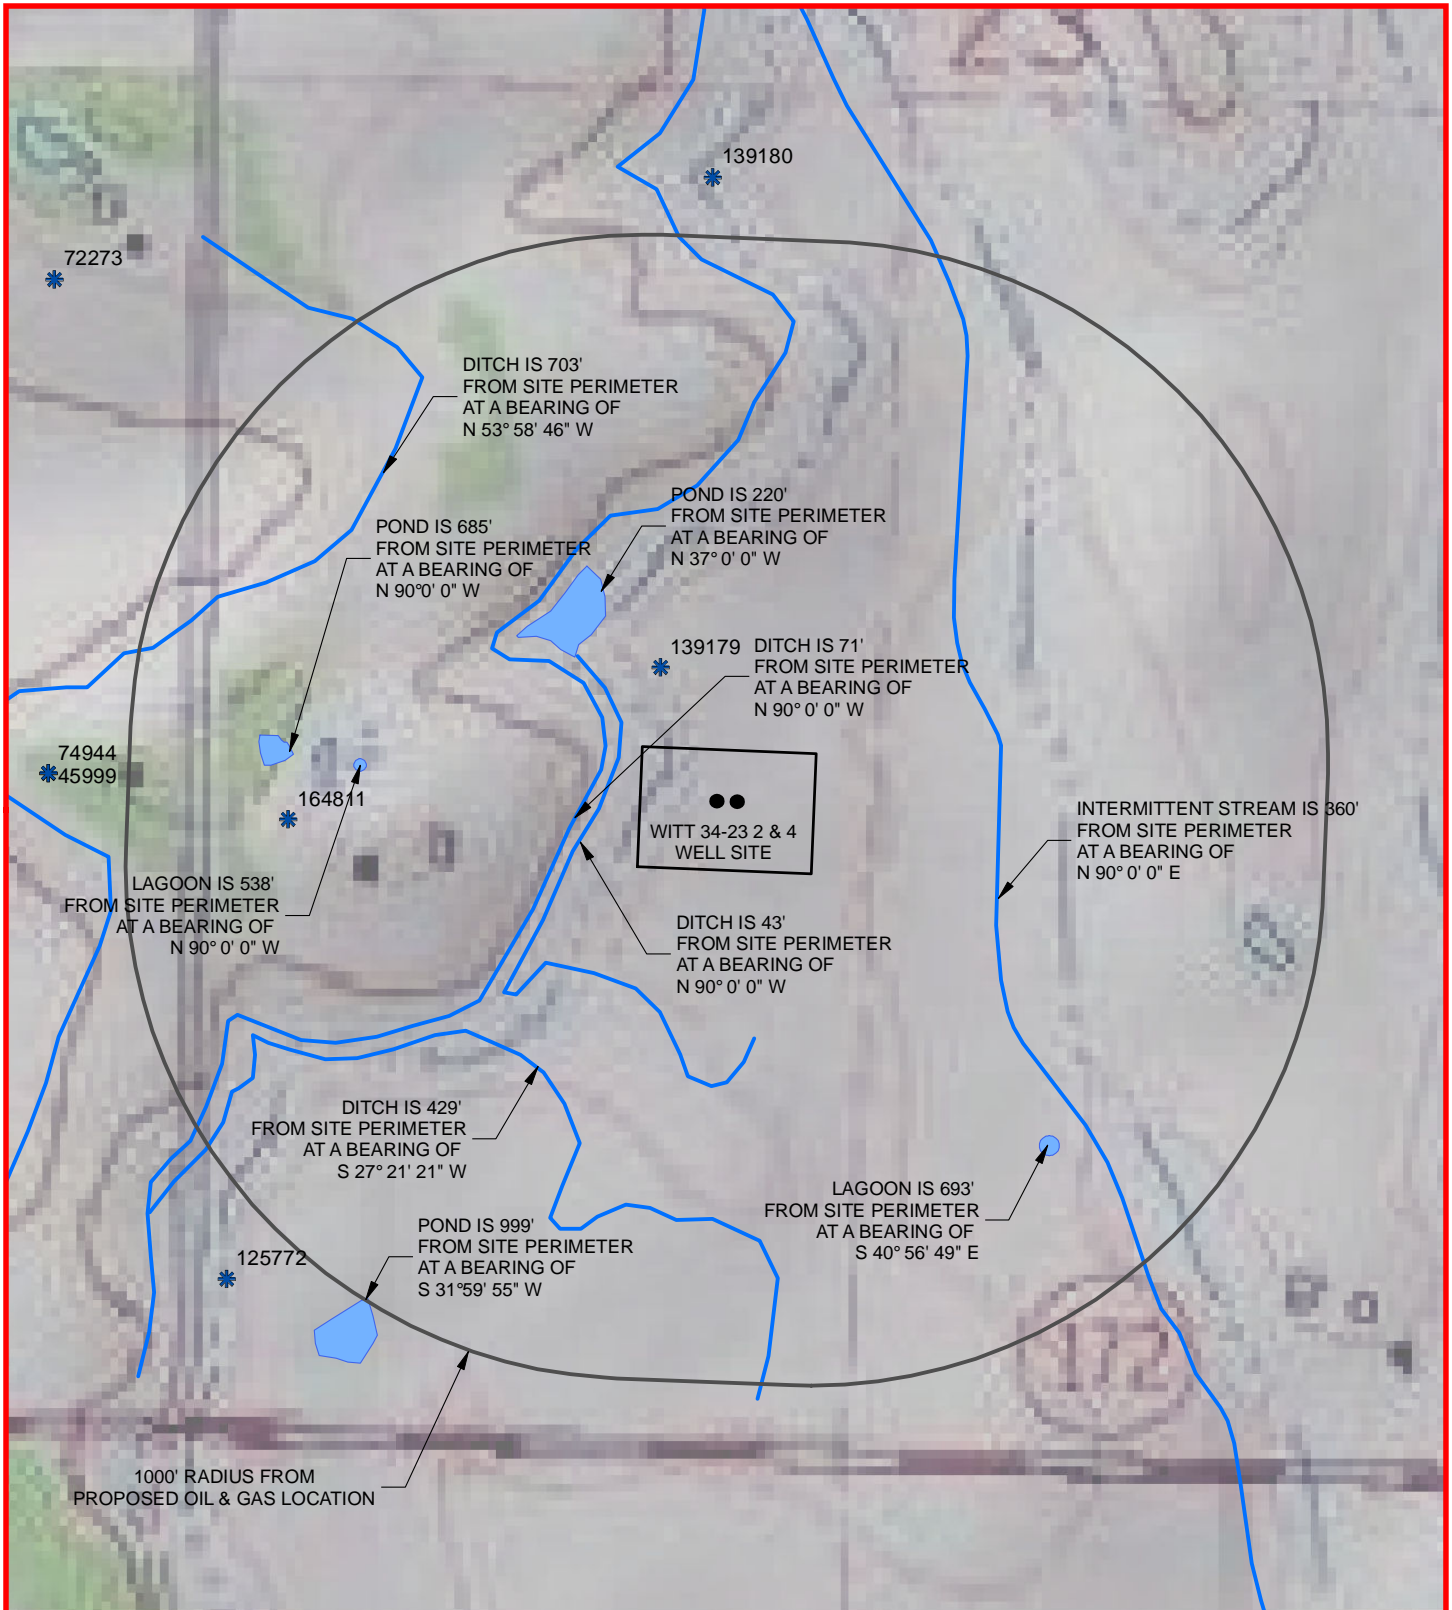 139180
72273
DITCH IS 703'
FROM SITE PERIMETER
AT A BEARING OF
N 53° 58' 46" W
POND IS 220'
FROM SITE PERIMETER
AT A BEARING OF
N 37° 0' 0" W
POND IS 685'
FROM SITE PERIMETER
AT A BEARING OF
N 90°0' 0" W
139179
DITCH IS 71'
FROM SITE PERIMETER
AT A BEARING OF
N 90° 0' 0" W
74944
45999
164811
WITT 34-23 2 & 4
WELL SITE
INTERMITTENT STREAM IS 360'
FROM SITE PERIMETER
AT A BEARING OF
N 90° 0' 0" E
LAGOON IS 538'
FROM SITE PERIMETER
AT A BEARING OF
N 90° 0' 0" W
DITCH IS 43'
FROM SITE PERIMETER
AT A BEARING OF
N 90° 0' 0" W
DITCH IS 429'
FROM SITE PERIMETER
AT A BEARING OF
S 27° 21' 21" W
LAGOON IS 693'
FROM SITE PERIMETER
AT A BEARING OF
S 40° 56' 49" E
POND IS 999'
FROM SITE PERIMETER
AT A BEARING OF
S 31°59' 55" W
125772
172
1000' RADIUS FROM
PROPOSED OIL & GAS LOCATION